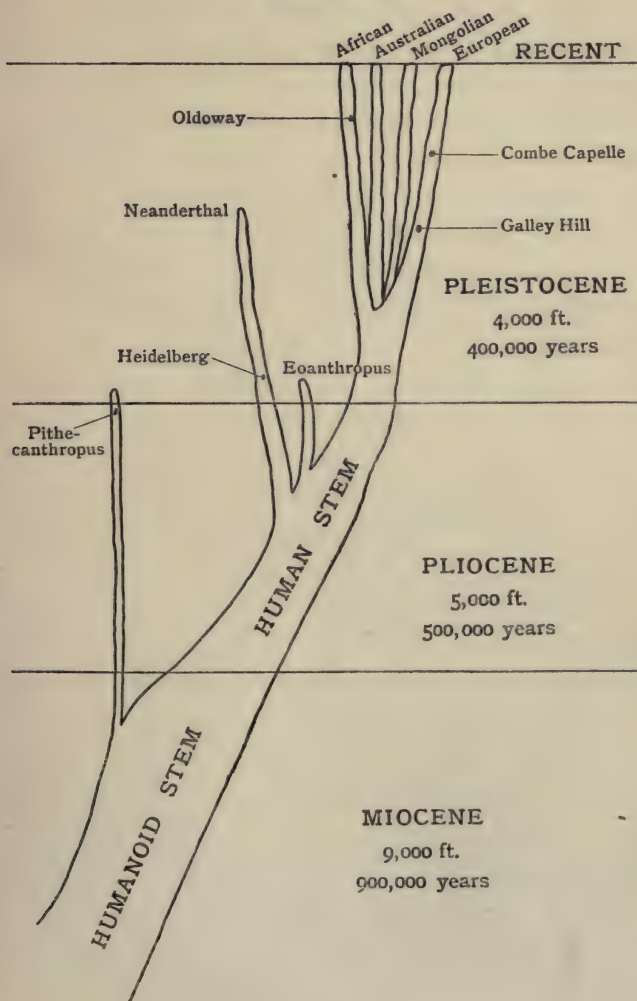 African
Australian
Mongolian
European
RECENT
Oldoway
Combe Capelle
Neanderthal
Galley Hill
PLEISTOCENE
4,000 ft.
400,000 years
Heidelberg
Eoanthropus
Pithe-
canthropus
HUMAN STEM
PLIOCENE
5,000 ft.
500,000 years
HUMANOID STEM
MIOCENE
9,000 ft.
900,000 years